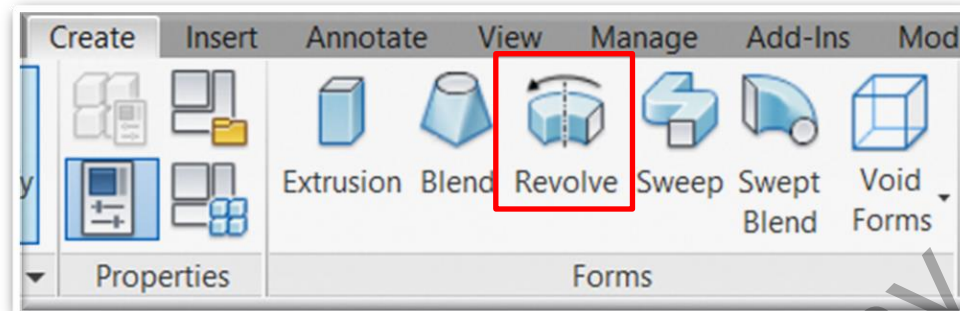 Create Insert Annotate View Manage Add-Ins
Extrusion Blend Revolve Sweep Swept Blend Void Forms
Properties Forms